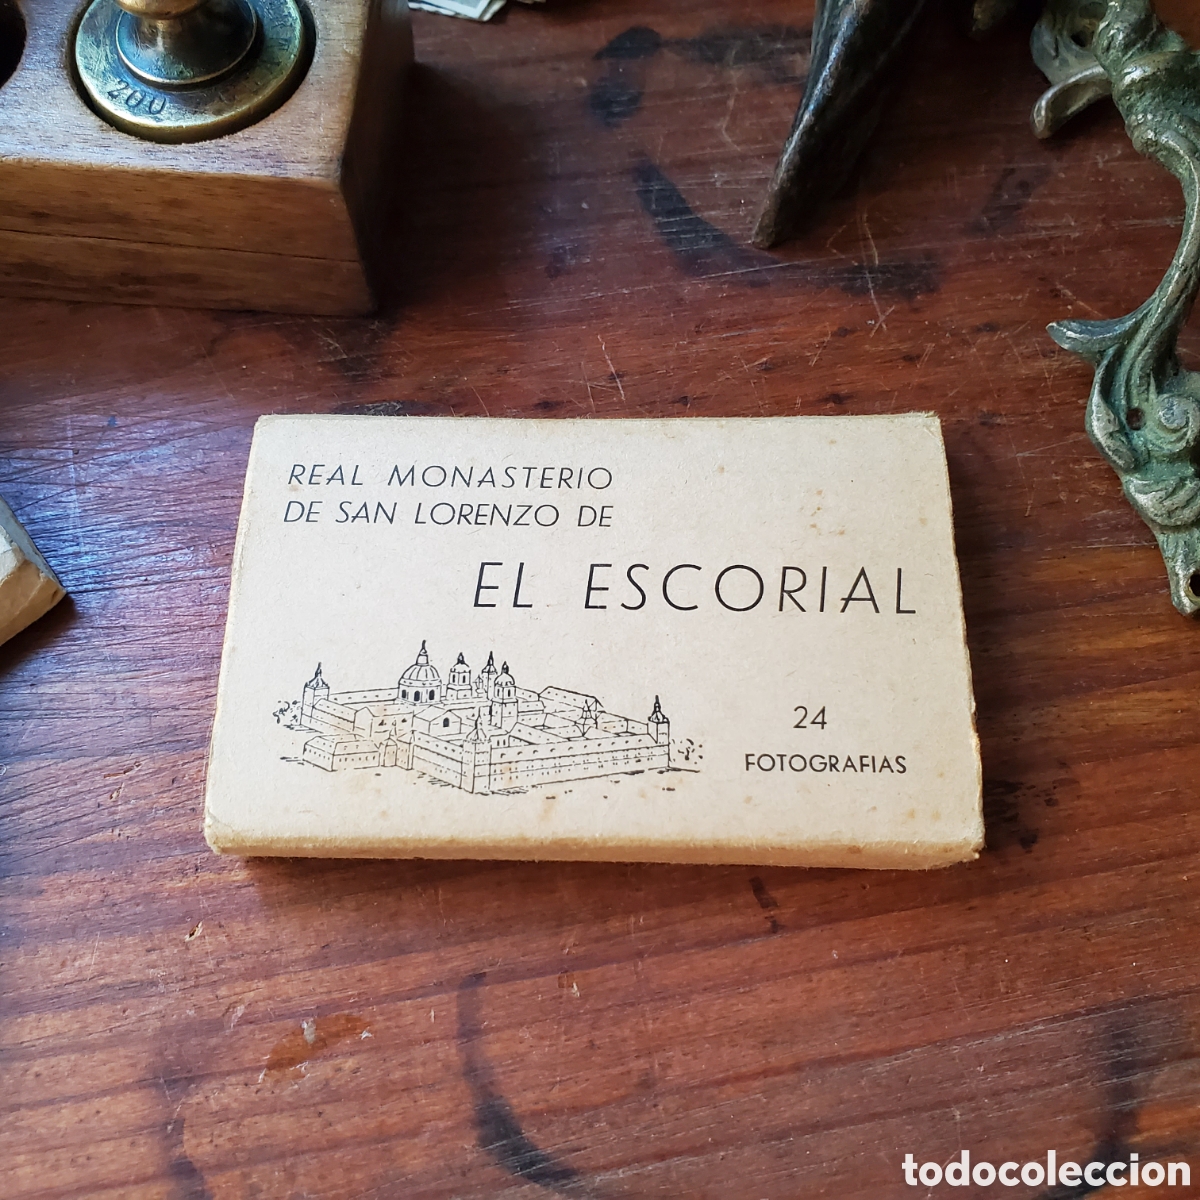 200
REAL MONASTERIO
DE SAN LORENZO DE
EL ESCORIAL
24
FOTOGRAFIAS
todocoleccion